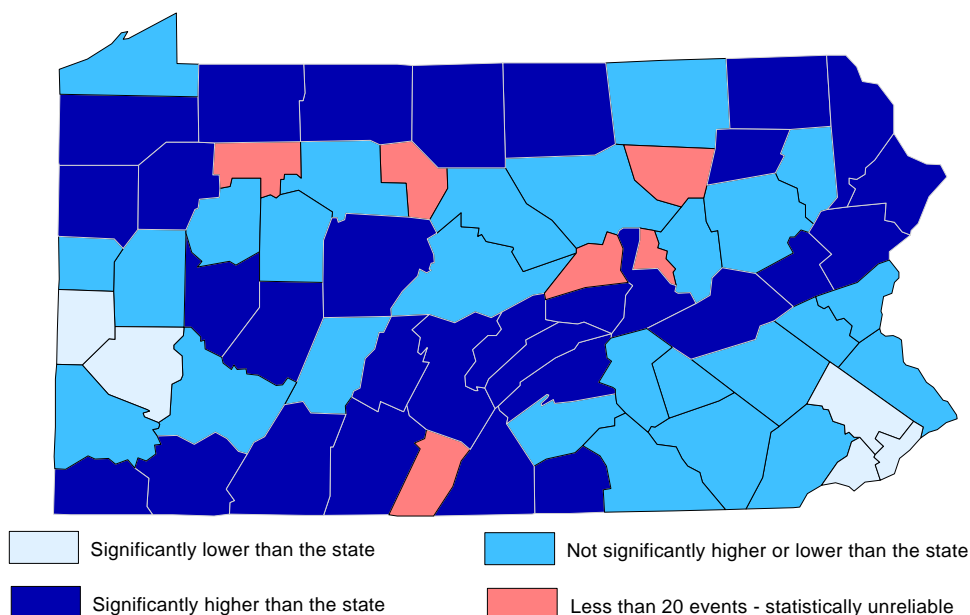 Significantly lower than the state
Not significantly higher or lower than the state
Significantly higher than the state
Less than 20 events - statistically unreliable